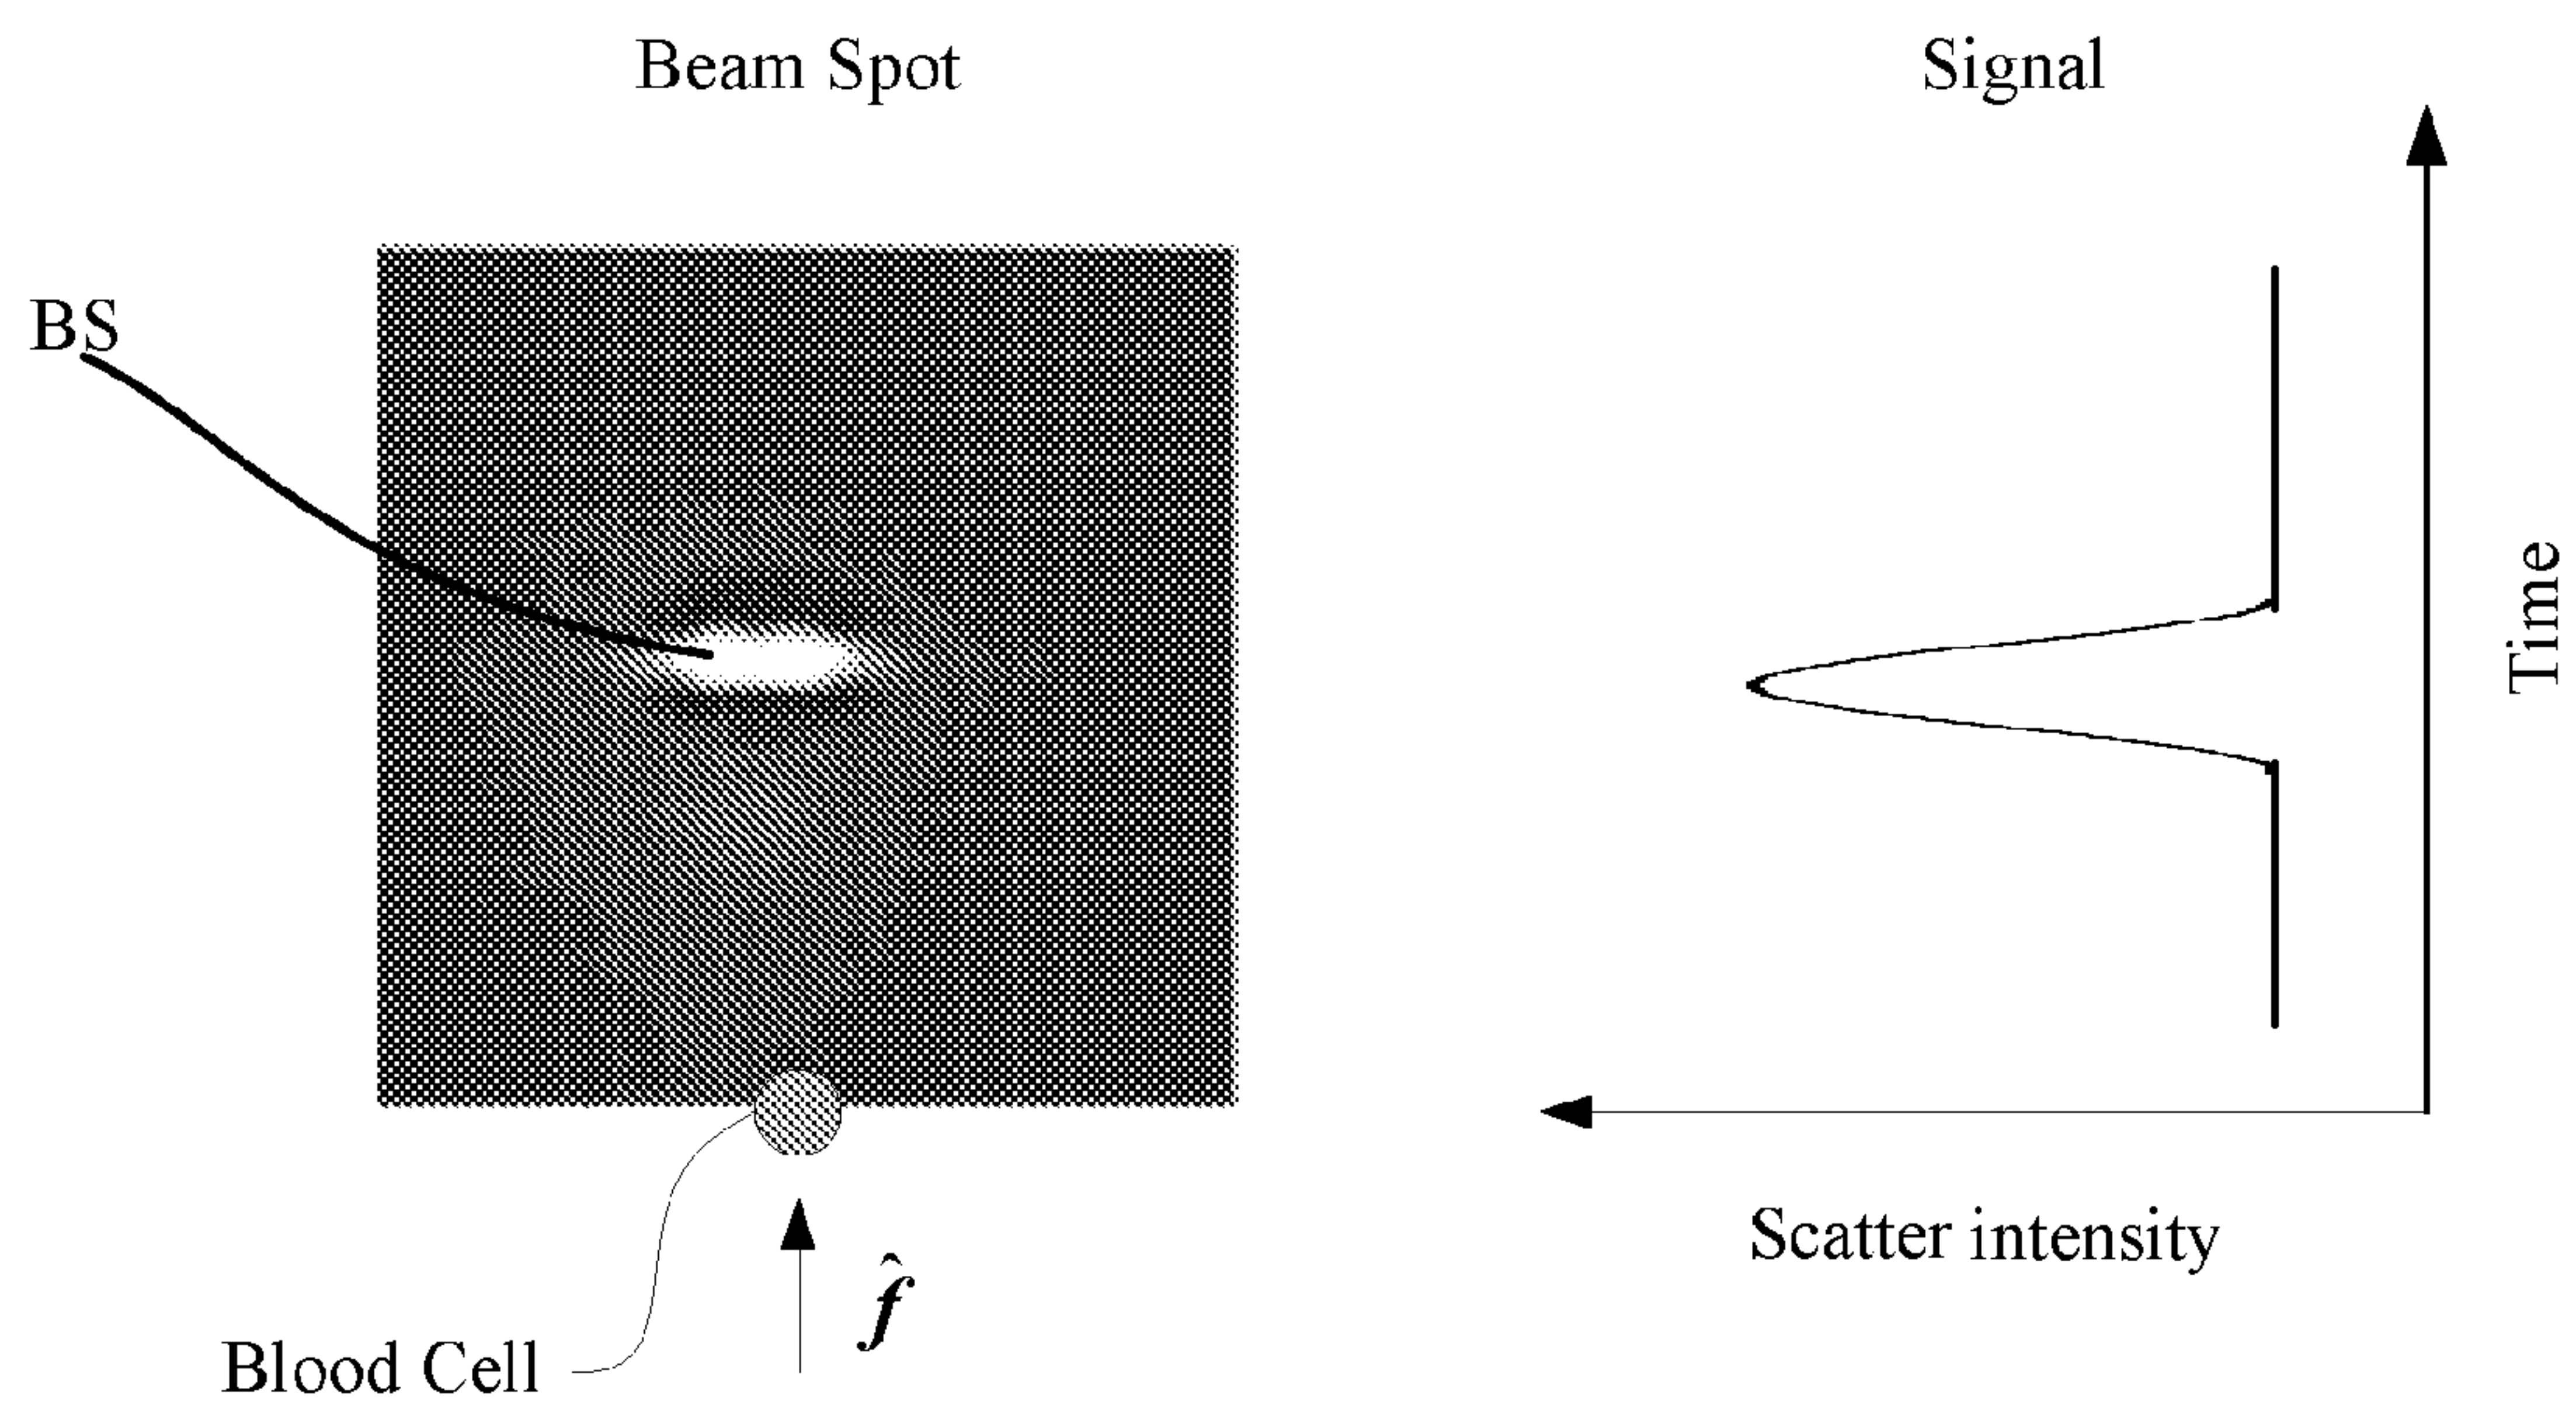 Beam Spot
Signal
BS
Time
Scatter intensity
f̂
Blood Cell